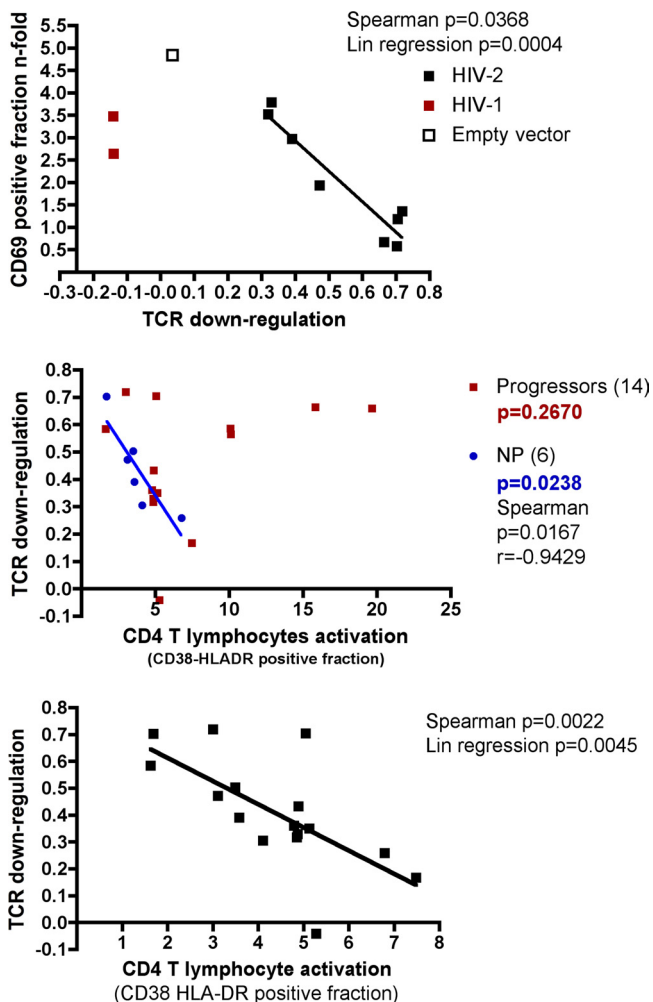 Spearman p=0.0368
Lin regression p=0.0004
HIV-2
HIV-1
Empty vector
CD69 positive fraction n-fold
5.5
5.0
4.5
4.0
3.5
3.0
2.5
2.0
1.5
1.0
0.5
-0.3-0.2-0.1-0.0 0.1 0.2 0.3 0.4 0.5 0.6 0.7 0.8
TCR down-regulation
TCR down-regulation
0.8
0.7
0.6
0.5
0.4
0.3
0.2
0.1
0.0
-0.1
5 10 15 20 25
CD4 T lymphocytes activation
(CD38-HLADR positive fraction)
Progressors (14)
p=0.2670
NP (6)
p=0.0238
Spearman
p=0.0167
r=-0.9429
TCR down-regulation
0.8
0.7
0.6
0.5
0.4
0.3
0.2
0.1
0.0
-0.1
1 2 3 4 5 6 7 8
CD4 T lymphocyte activation
(CD38 HLA-DR positive fraction)
Spearman p=0.0022
Lin regression p=0.0045